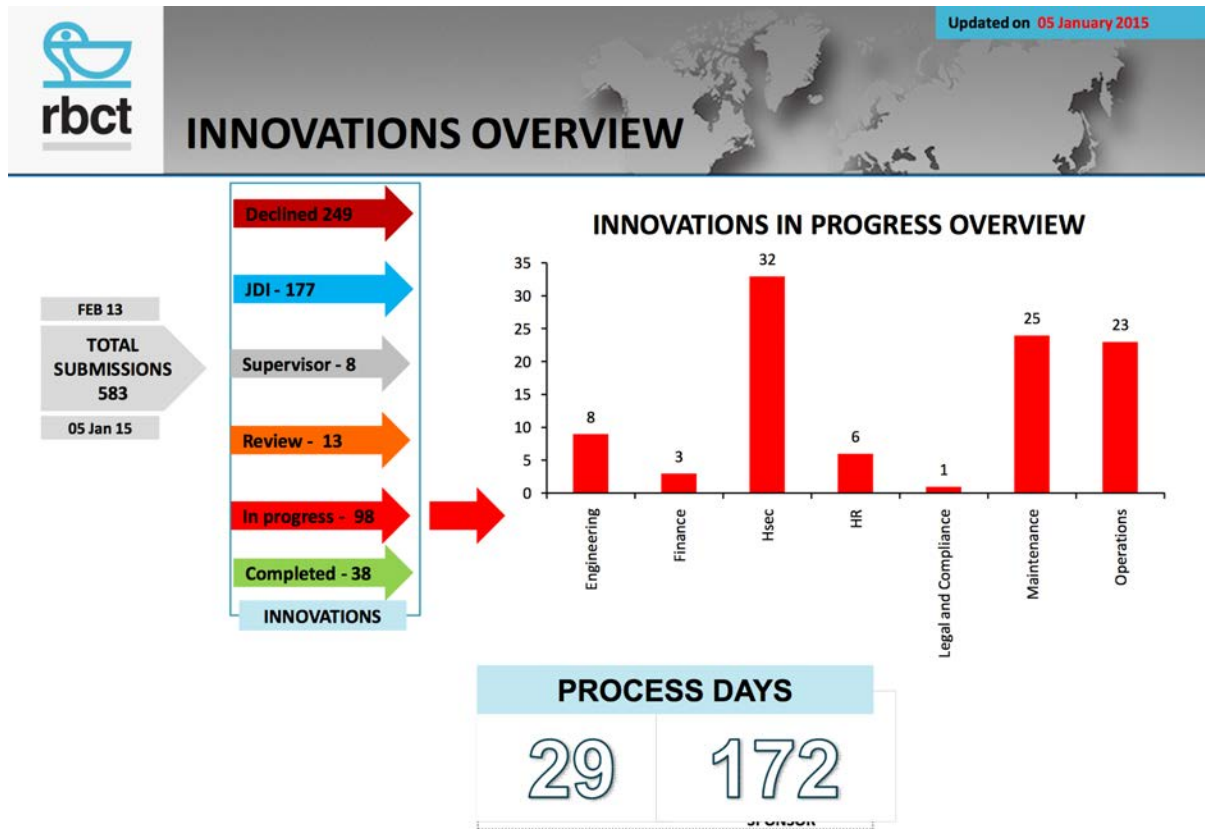 Updated on 05 January 2015
rbct
INNOVATIONS OVERVIEW
FEB 13
TOTAL
SUBMISSIONS
583
05 Jan 15
Declined 249
JDI - 177
Supervisor - 8
Review - 13
In progress - 98
Completed - 38
INNOVATIONS
INNOVATIONS IN PROGRESS OVERVIEW
35
30
25
20
15
10
5
0
8
3
32
6
1
25
23
Engineering
Finance
Hsec
HR
Legal and Compliance
Maintenance
Operations
PROCESS DAYS
29 172
SPONSOR